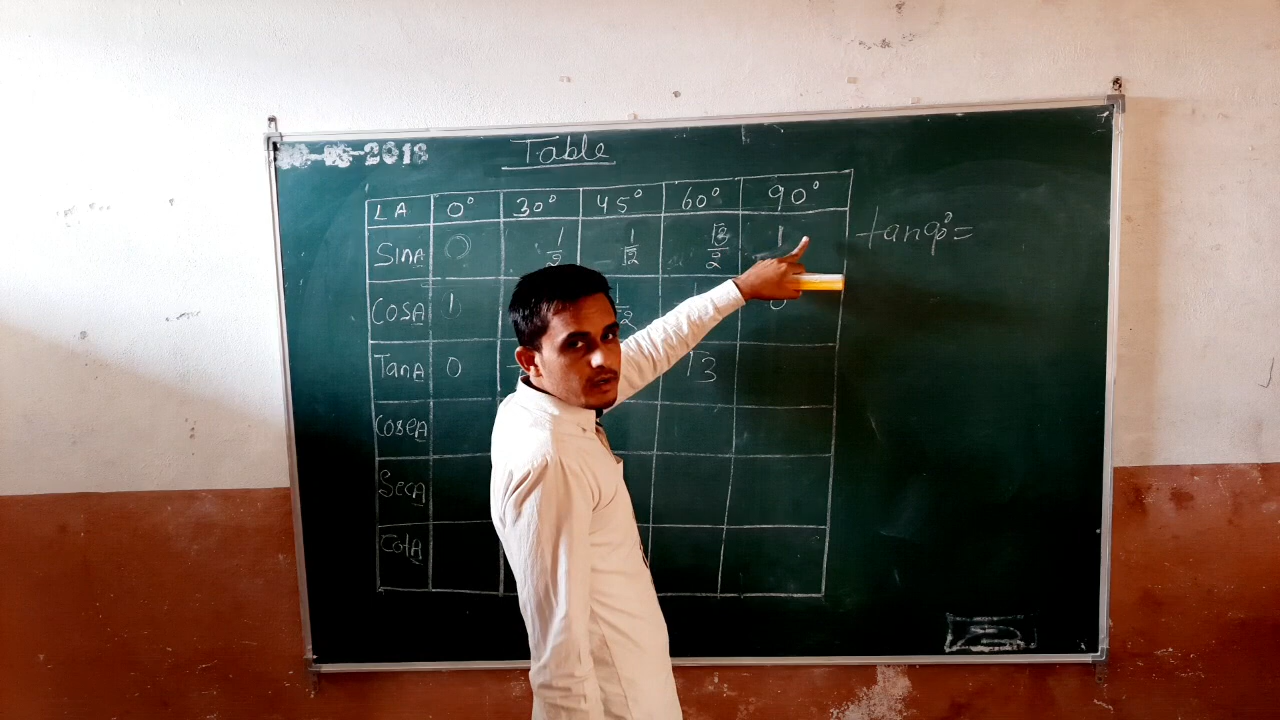 2018
Table
LA 0° 30° 45° 60° 90°
SinA 0 1/2 1/√2 √3/2 1
tan90°=
CosA 1 0
TanA 0 √3
CosecA
SecA
CotA